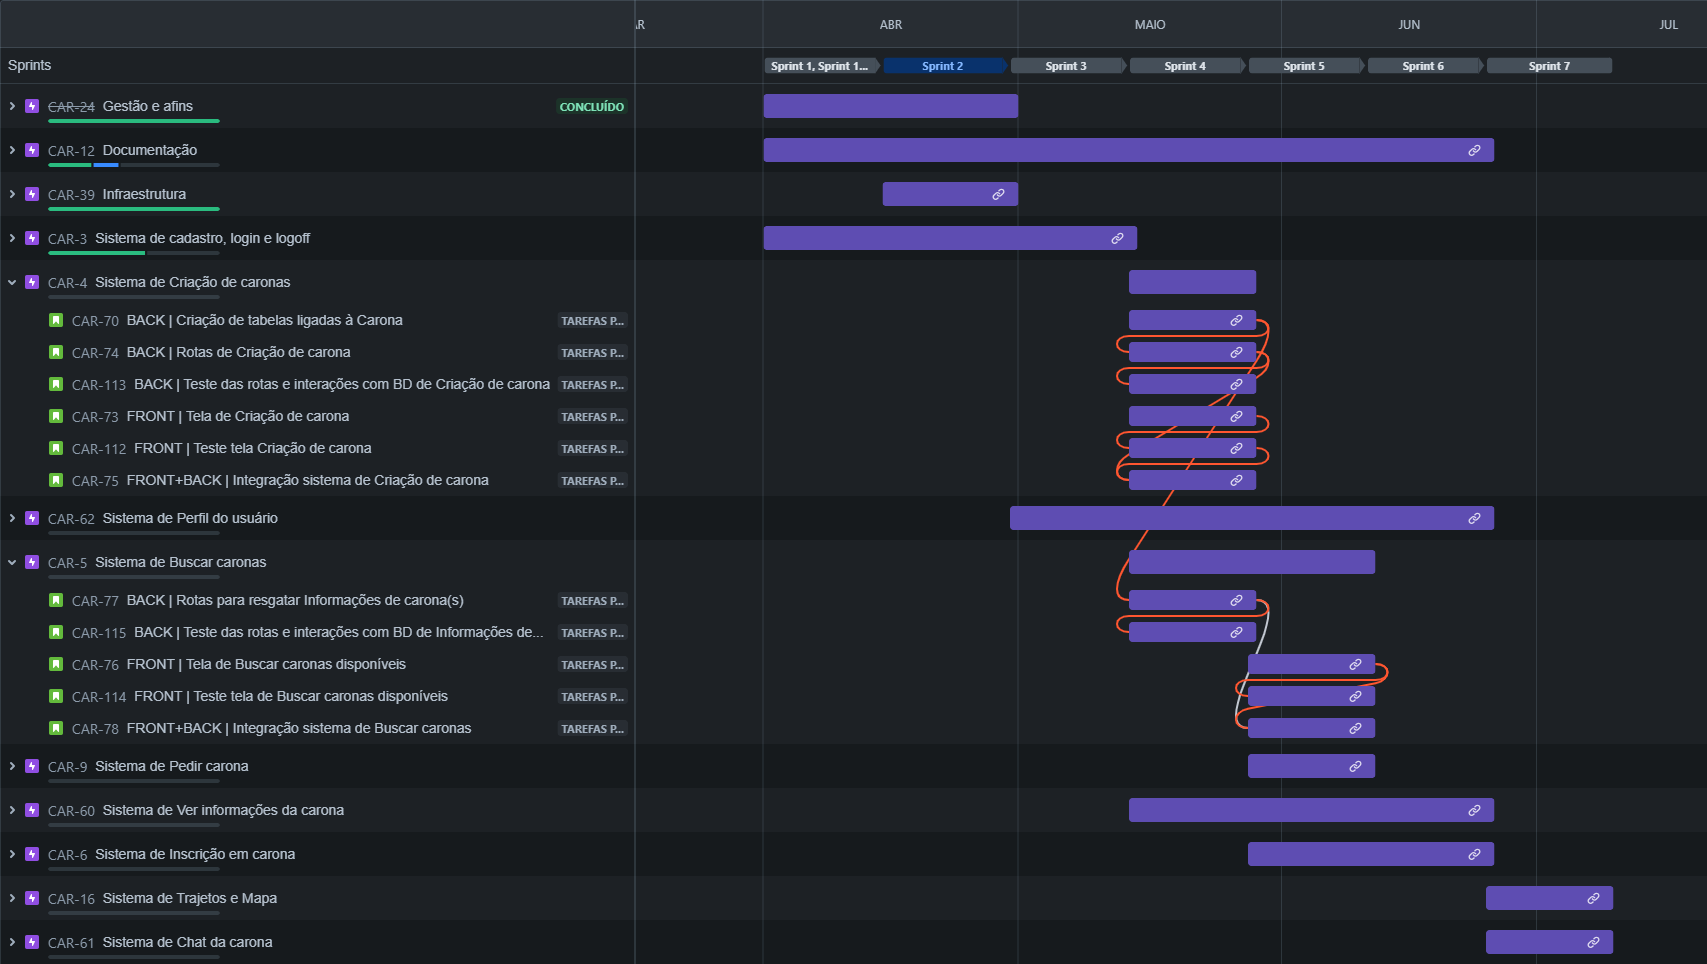 AR
ABR
MAIO
JUN
JUL
Sprints
Sprint 1, Sprint 1...
Sprint 2
Sprint 3
Sprint 4
Sprint 5
Sprint 6
Sprint 7
CAR-24 Gestão e afins CONCLUÍDO
CAR-12 Documentação
CAR-39 Infraestrutura
CAR-3 Sistema de cadastro, login e logoff
CAR-4 Sistema de Criação de caronas
CAR-70 BACK | Criação de tabelas ligadas à Carona TAREFAS P...
CAR-74 BACK | Rotas de Criação de carona TAREFAS P...
CAR-113 BACK | Teste das rotas e interações com BD de Criação de carona TAREFAS P...
CAR-73 FRONT | Tela de Criação de carona TAREFAS P...
CAR-112 FRONT | Teste tela Criação de carona TAREFAS P...
CAR-75 FRONT+BACK | Integração sistema de Criação de carona TAREFAS P...
CAR-62 Sistema de Perfil do usuário
CAR-5 Sistema de Buscar caronas
CAR-77 BACK | Rotas para resgatar Informações de carona(s) TAREFAS P...
CAR-115 BACK | Teste das rotas e interações com BD de Informações de... TAREFAS P...
CAR-76 FRONT | Tela de Buscar caronas disponíveis TAREFAS P...
CAR-114 FRONT | Teste tela de Buscar caronas disponíveis TAREFAS P...
CAR-78 FRONT+BACK | Integração sistema de Buscar caronas TAREFAS P...
CAR-9 Sistema de Pedir carona
CAR-60 Sistema de Ver informações da carona
CAR-6 Sistema de Inscrição em carona
CAR-16 Sistema de Trajetos e Mapa
CAR-61 Sistema de Chat da carona